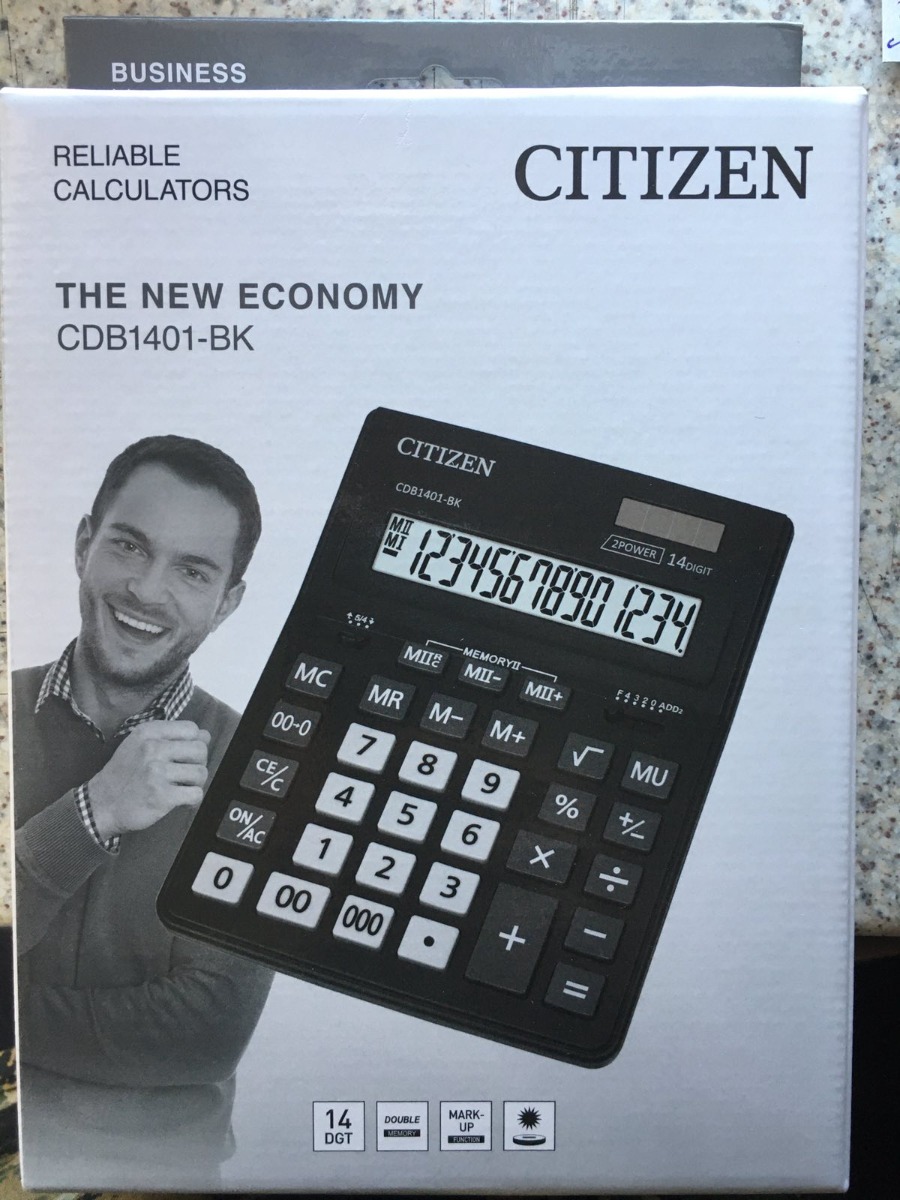 BUSINESS
RELIABLE
CALCULATORS
CITIZEN
THE NEW ECONOMY
CDB1401-BK
CITIZEN
CDB1401-BK
2POWER 14DIGIT
MII
MI
12345678901234.
5/4
MEMORYII
MIIR/C MII- MII+
F 4 3 2 0 ADD2
MC MR M- M+ √ MU
00→0 7 8 9 % +/-
CE/C 4 5 6 × ÷
ON/AC 1 2 3 + −
0 00 000 • =
14
DGT
DOUBLE
MEMORY
MARK-
UP
FUNCTION